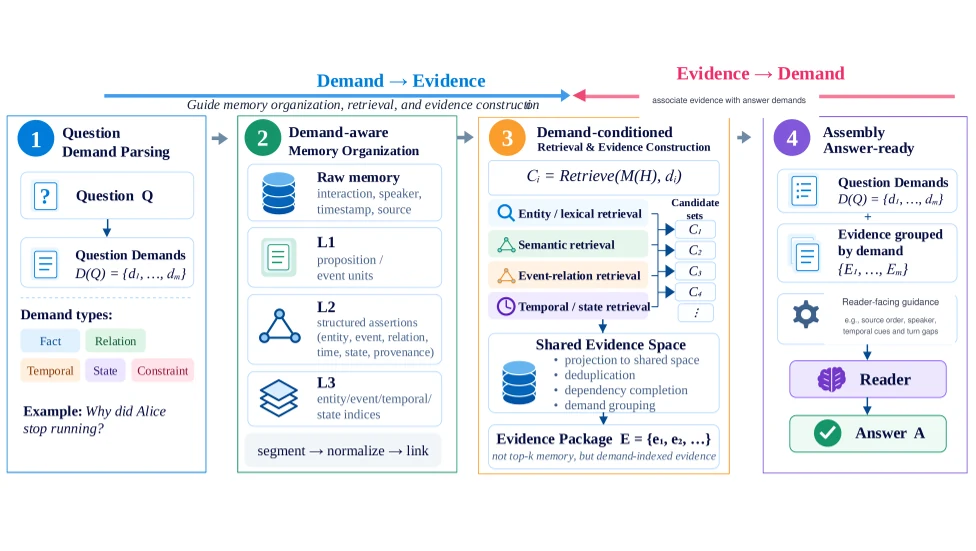 Demand → Evidence
Guide memory organization, retrieval, and evidence construction
Evidence → Demand
associate evidence with answer demands
1
Question
Demand Parsing
? Question Q
Question Demands
D(Q) = {d₁, …, dₘ}
Demand types:
Fact
Relation
Temporal
State
Constraint
Example: Why did Alice
stop running?
2
Demand-aware
Memory Organization
Raw memory
interaction, speaker,
timestamp, source
L1
proposition /
event units
L2
structured assertions
(entity, event, relation,
time, state, provenance)
L3
entity/event/temporal/
state indices
segment → normalize → link
3
Demand-conditioned
Retrieval & Evidence Construction
Cᵢ = Retrieve(M(H), dᵢ)
Candidate
sets
Entity / lexical retrieval
C₁
Semantic retrieval
C₂
Event-relation retrieval
C₃
Temporal / state retrieval
C₄
⋮
Shared Evidence Space
• projection to shared space
• deduplication
• dependency completion
• demand grouping
Evidence Package E = {e₁, e₂, …}
not top-k memory, but demand-indexed evidence
4
Assembly
Answer-ready
Question Demands
D(Q) = {d₁, …, dₘ}
+
Evidence grouped
by demand
{E₁, …, Eₘ}
Reader-facing guidance
e.g., source order, speaker,
temporal cues and turn gaps
Reader
Answer A